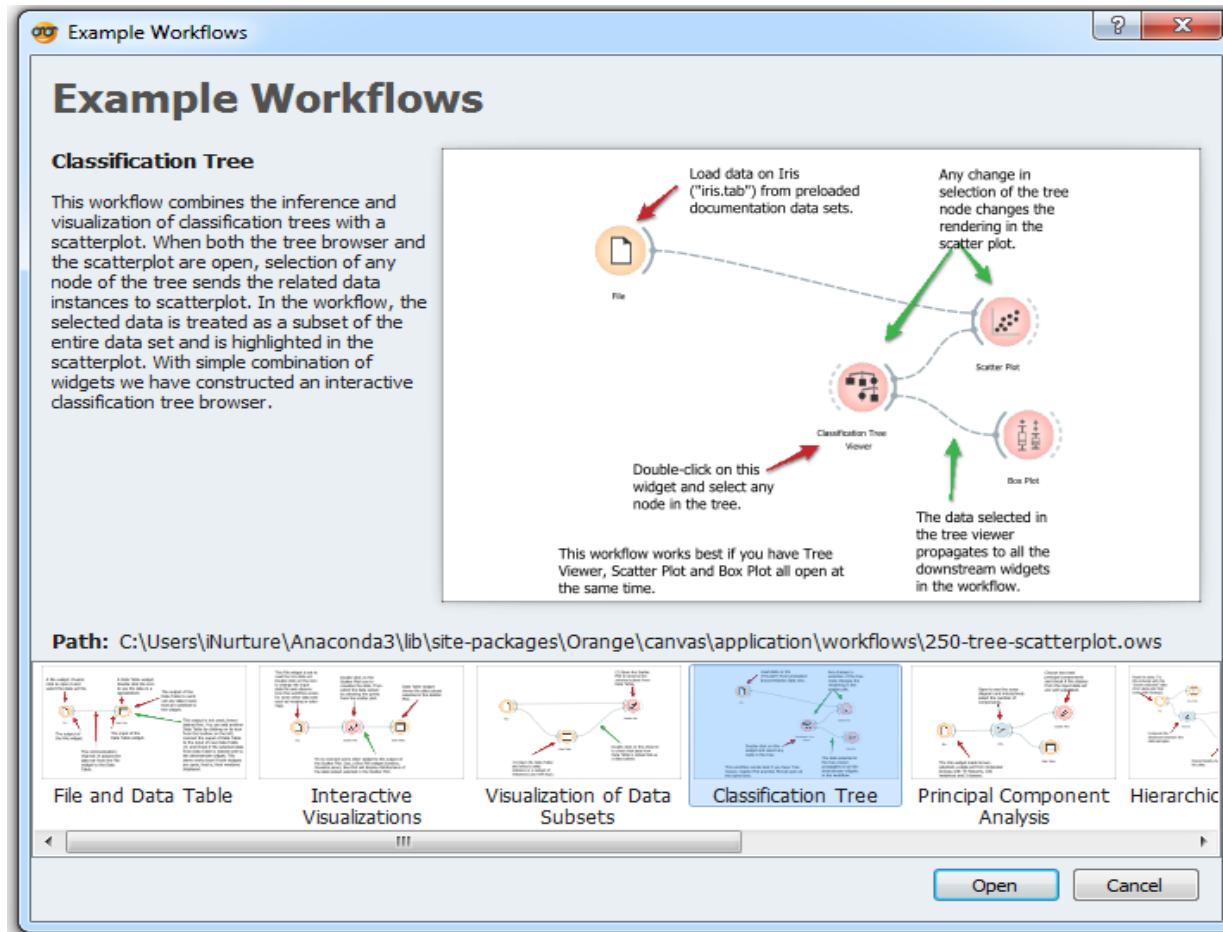 Example Workflows
Example Workflows
Classification Tree
This workflow combines the inference and
visualization of classification trees with a
scatterplot. When both the tree browser and
the scatterplot are open, selection of any
node of the tree sends the related data
instances to scatterplot. In the workflow, the
selected data is treated as a subset of the
entire data set and is highlighted in the
scatterplot. With simple combination of
widgets we have constructed an interactive
classification tree browser.
Load data on Iris
("iris.tab") from preloaded
documentation data sets.
Any change in
selection of the tree
node changes the
rendering in the
scatter plot.
File
Scatter Plot
Classification Tree
Viewer
Box Plot
Double-click on this
widget and select any
node in the tree.
The data selected in
the tree viewer
propagates to all the
downstream widgets
in the workflow.
This workflow works best if you have Tree
Viewer, Scatter Plot and Box Plot all open at
the same time.
Path: C:\Users\iNurture\Anaconda3\lib\site-packages\Orange\canvas\application\workflows\250-tree-scatterplot.ows
File and Data Table
Interactive
Visualizations
Visualization of Data
Subsets
Classification Tree
Principal Component
Analysis
Hierarchic
Open
Cancel